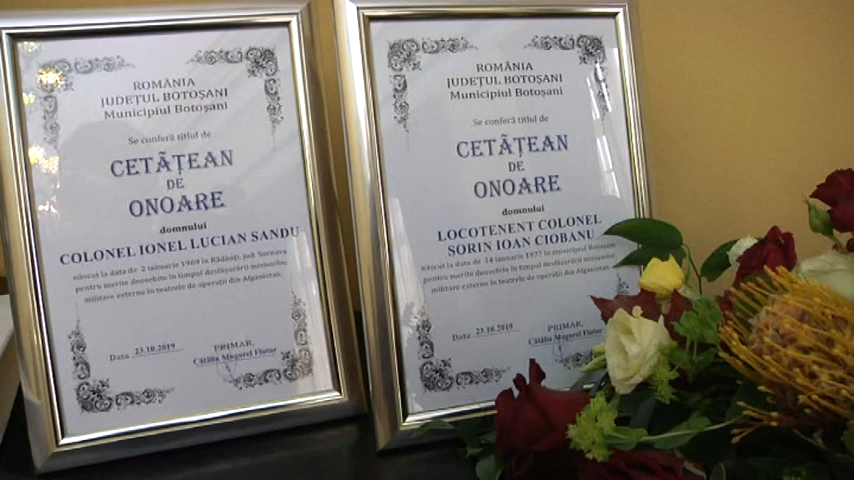 ROMÂNIA
JUDEȚUL BOTOȘANI
Municipiul Botoșani
Se conferă titlul de
CETÃȚEAN
DE
ONOARE
domnului
COLONEL IONEL LUCIAN SANDU
născut la data de 2 ianuarie 1969 în Rădăuți, jud. Suceava
pentru merite deosebite în timpul desfășurării misiunilor
militare externe în teatrele de operații din Afganistan.
Data 23.10.2019
PRIMAR,
Cătălin Mugurel Flutur
ROMÂNIA
JUDEȚUL BOTOȘANI
Municipiul Botoșani
Se conferă titlul de
CETÃȚEAN
DE
ONOARE
domnului
LOCOTENENT COLONEL
SORIN IOAN CIOBANU
născut la data de 14 ianuarie 1977 în municipiul Botoșani
pentru merite deosebite în timpul desfășurării misiunilor
militare externe în teatrele de operații din Afganistan.
Data 23.10.2019
PRIMAR,
Cătălin Mugurel Flutur